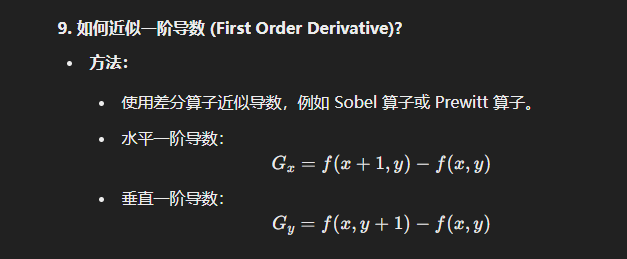 9. 如何近似一阶导数 (First Order Derivative)?
• 方法：
• 使用差分算子近似导数，例如 Sobel 算子或 Prewitt 算子。
• 水平一阶导数：
Gₓ = f(x + 1, y) − f(x, y)
• 垂直一阶导数：
G_y = f(x, y + 1) − f(x, y)